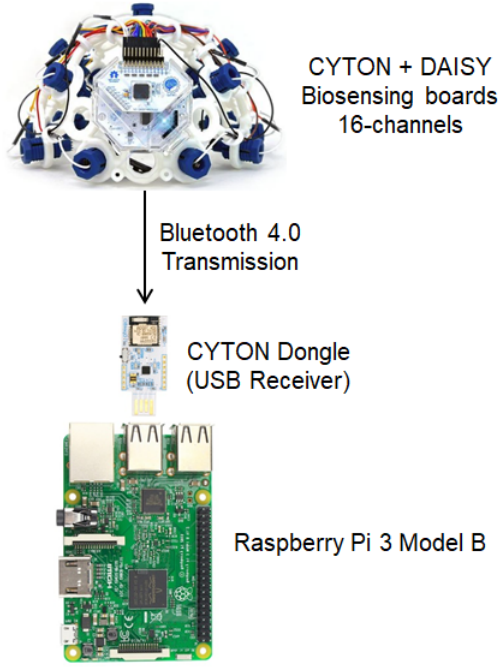 CYTON + DAISY
Biosensing boards
16-channels
Bluetooth 4.0
Transmission
CYTON Dongle
(USB Receiver)
Raspberry Pi 3 Model B